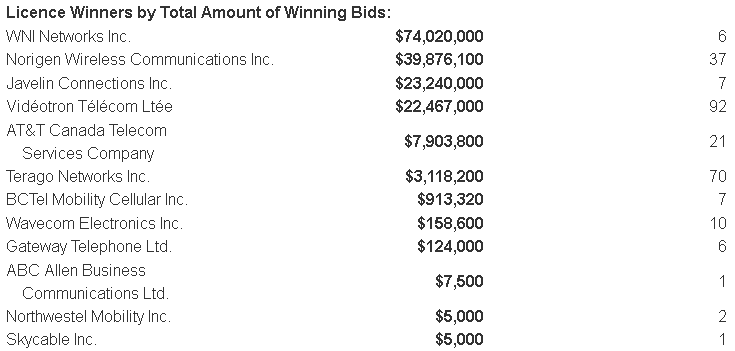 Licence Winners by Total Amount of Winning Bids:
WNI Networks Inc. $74,020,000 6
Norigen Wireless Communications Inc. $39,876,100 37
Javelin Connections Inc. $23,240,000 7
Vidéotron Télécom Ltée $22,467,000 92
AT&T Canada Telecom
Services Company $7,903,800 21
Terago Networks Inc. $3,118,200 70
BCTel Mobility Cellular Inc. $913,320 7
Wavecom Electronics Inc. $158,600 10
Gateway Telephone Ltd. $124,000 6
ABC Allen Business
Communications Ltd. $7,500 1
Northwestel Mobility Inc. $5,000 2
Skycable Inc. $5,000 1